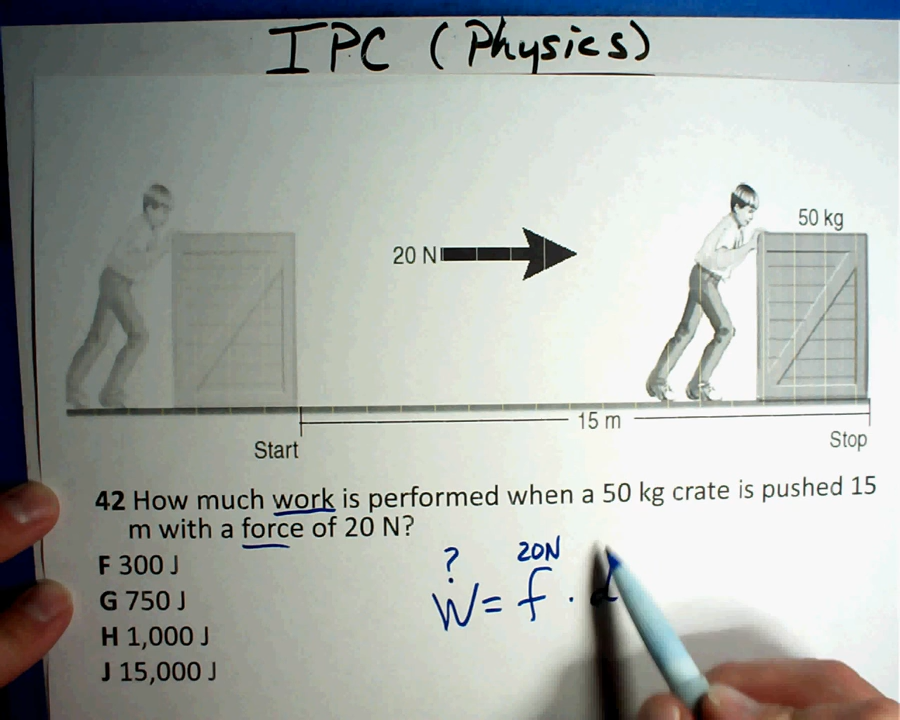 IPC (Physics)
50 kg
20 N
15 m
Start
Stop
42 How much work is performed when a 50 kg crate is pushed 15
m with a force of 20 N?
F 300 J
G 750 J
H 1,000 J
J 15,000 J
? 20N
W = f . d